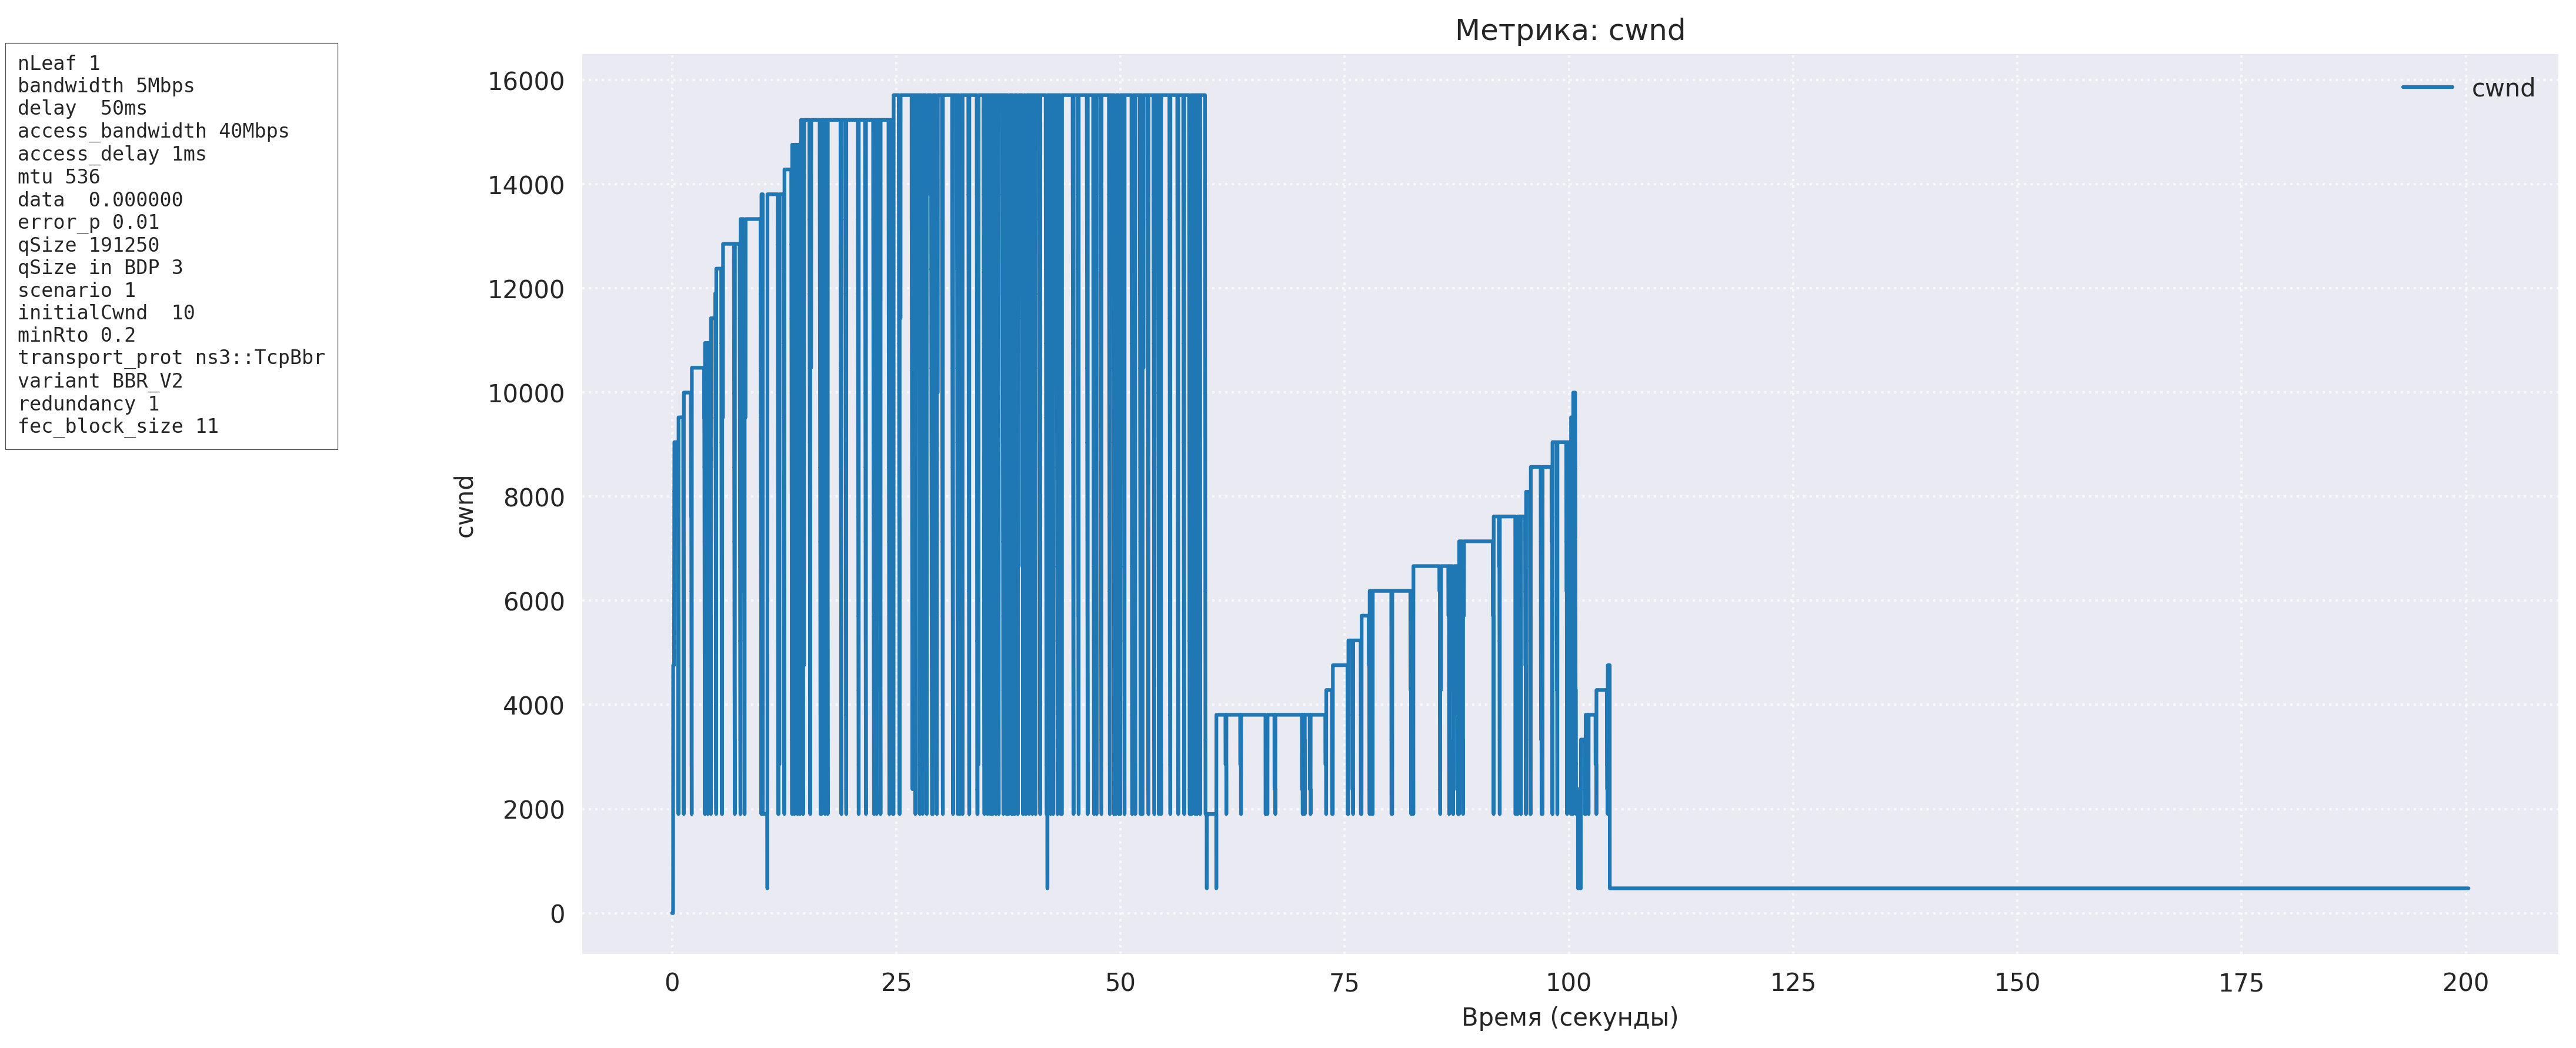 Метрика: cwnd
nLeaf 1
bandwidth 5Mbps
delay  50ms
access_bandwidth 40Mbps
access_delay 1ms
mtu 536
data  0.000000
error_p 0.01
qSize 191250
qSize in BDP 3
scenario 1
initialCwnd  10
minRto 0.2
transport_prot ns3::TcpBbr
variant BBR_V2
redundancy 1
fec_block_size 11
cwnd
16000
14000
12000
10000
8000
6000
4000
2000
0
cwnd
0 25 50 75 100 125 150 175 200
Время (секунды)